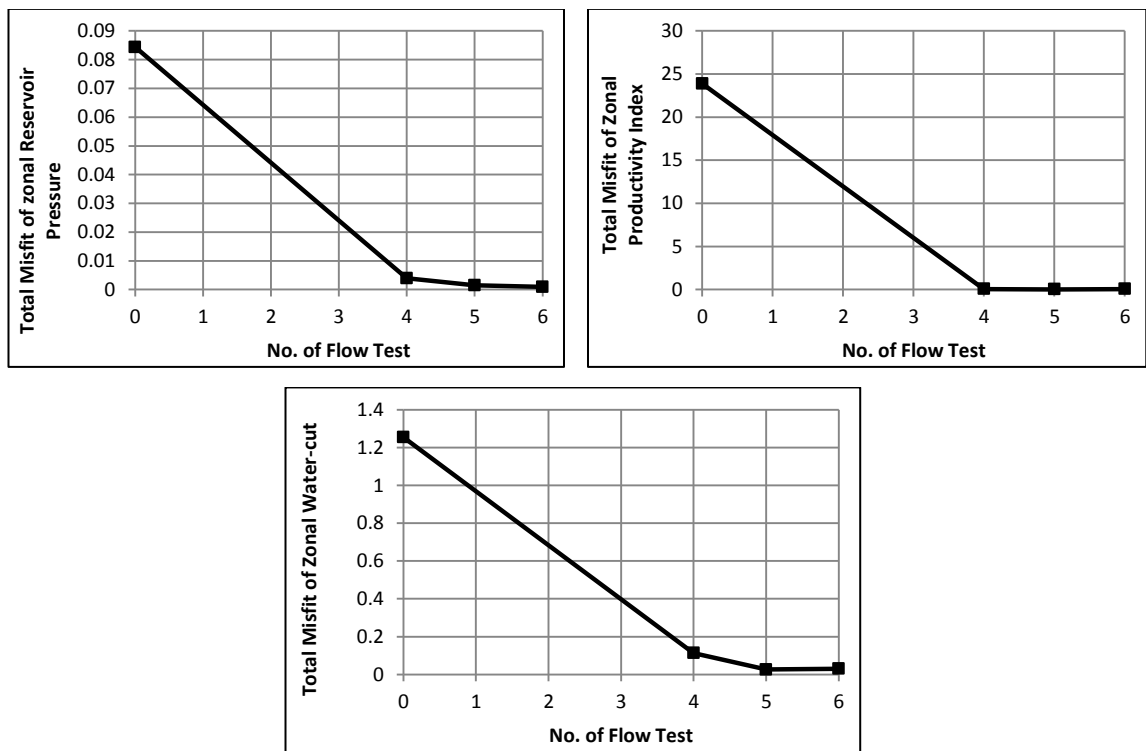 Total Misfit of zonal Reservoir
Pressure
0.09
0.08
0.07
0.06
0.05
0.04
0.03
0.02
0.01
0
0 1 2 3 4 5 6
No. of Flow Test
Total Misfit of Zonal
Productivity Index
30
25
20
15
10
5
0
0 1 2 3 4 5 6
No. of Flow Test
Total Misfit of Zonal Water-cut
1.4
1.2
1
0.8
0.6
0.4
0.2
0
0 1 2 3 4 5 6
No. of Flow Test